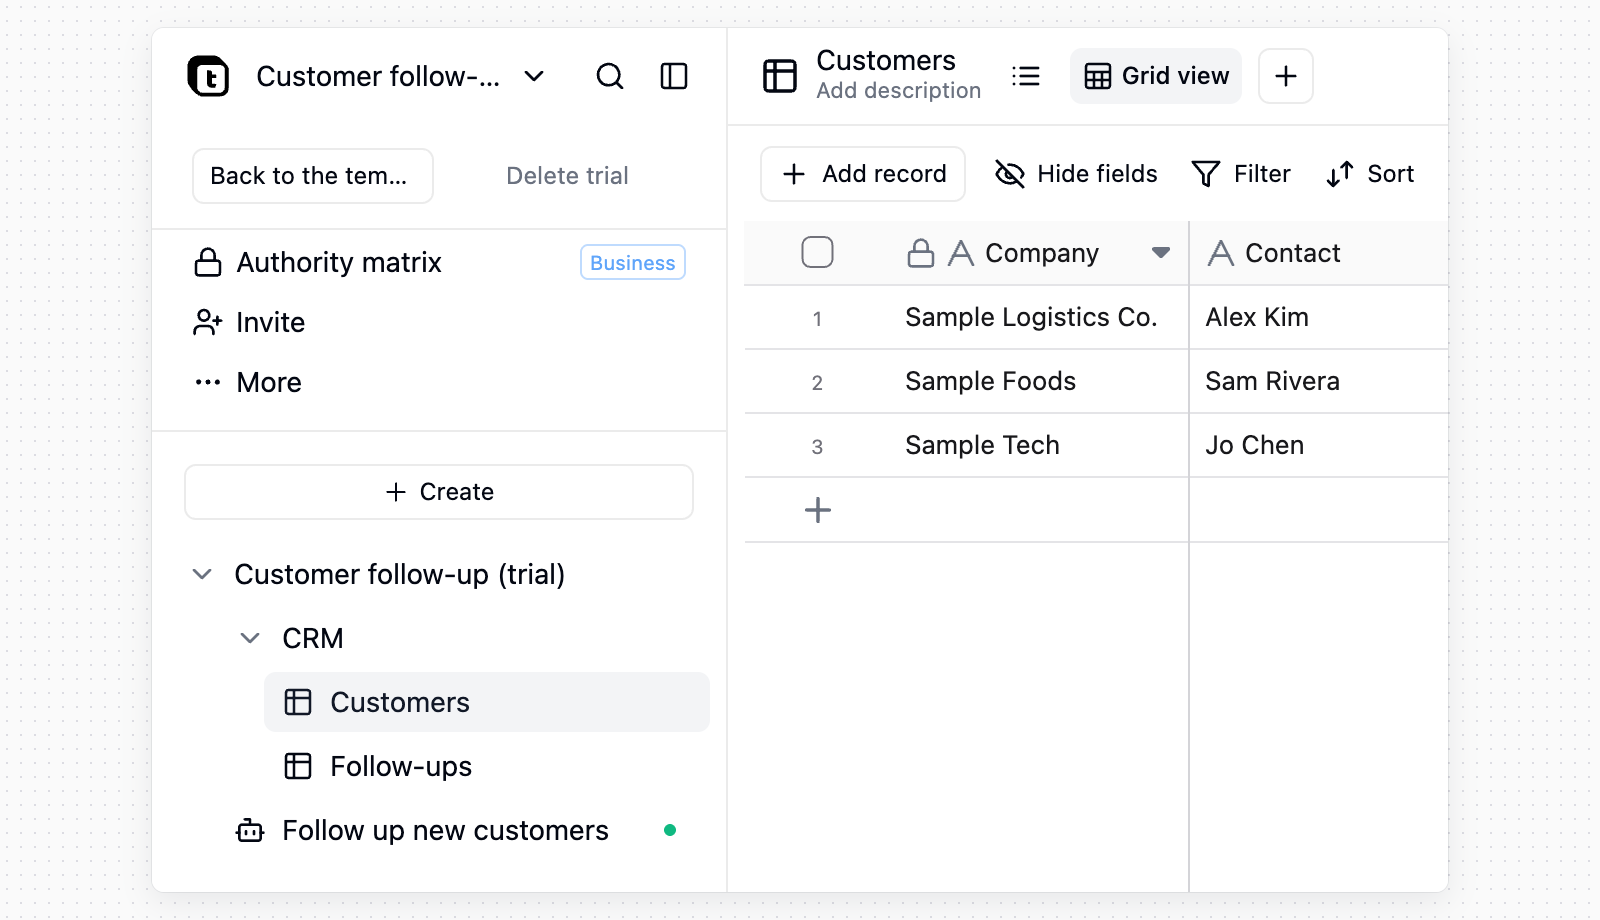 Customer follow-...
Back to the tem...
Delete trial
Authority matrix
Business
Invite
More
Create
Customer follow-up (trial)
CRM
Customers
Follow-ups
Follow up new customers
Customers
Add description
Grid view
Add record
Hide fields
Filter
Sort
Company
Contact
1 Sample Logistics Co. Alex Kim
2 Sample Foods Sam Rivera
3 Sample Tech Jo Chen